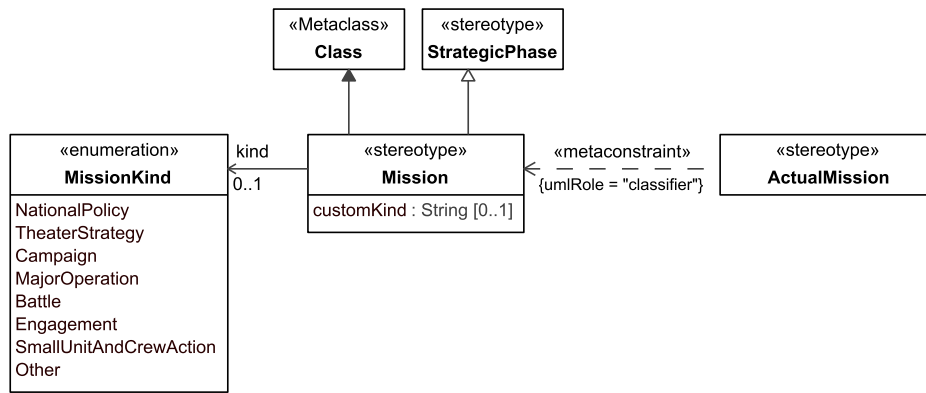 «Metaclass»
Class
«stereotype»
StrategicPhase
«enumeration»
MissionKind
NationalPolicy
TheaterStrategy
Campaign
MajorOperation
Battle
Engagement
SmallUnitAndCrewAction
Other
kind
0..1
«stereotype»
Mission
customKind : String [0..1]
«metaconstraint»
{umlRole = "classifier"}
«stereotype»
ActualMission